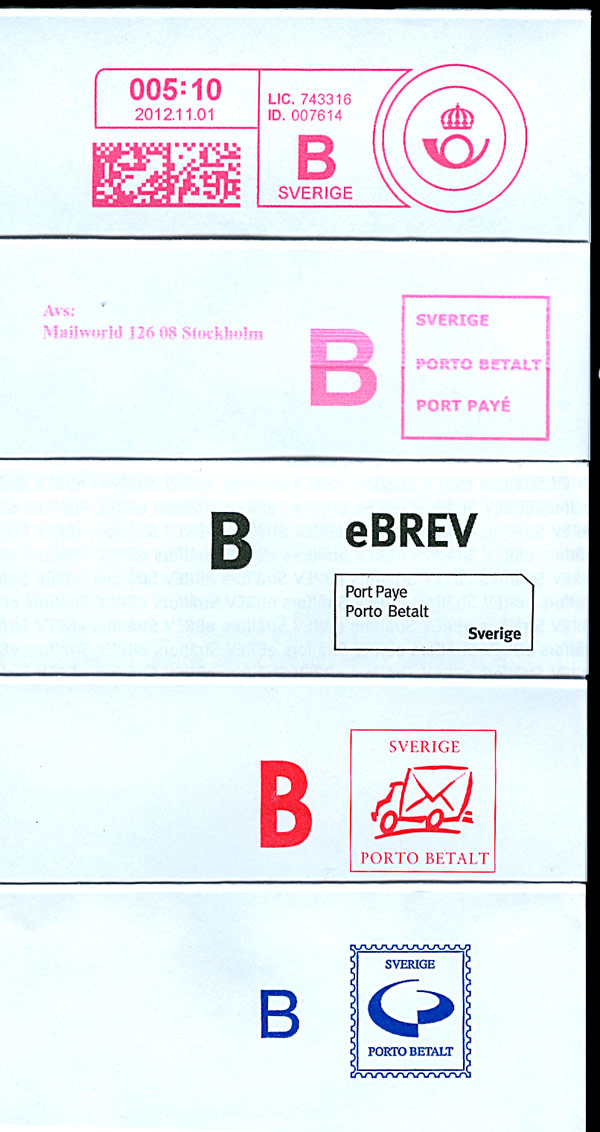 005:10
2012.11.01
LIC. 743316
ID. 007614
B
SVERIGE
Avs:
Mailworld 126 08 Stockholm
B
SVERIGE
PORTO BETALT
PORT PAYÉ
B
eBREV
Port Paye
Porto Betalt
Sverige
B
SVERIGE
PORTO BETALT
B
SVERIGE
PORTO BETALT